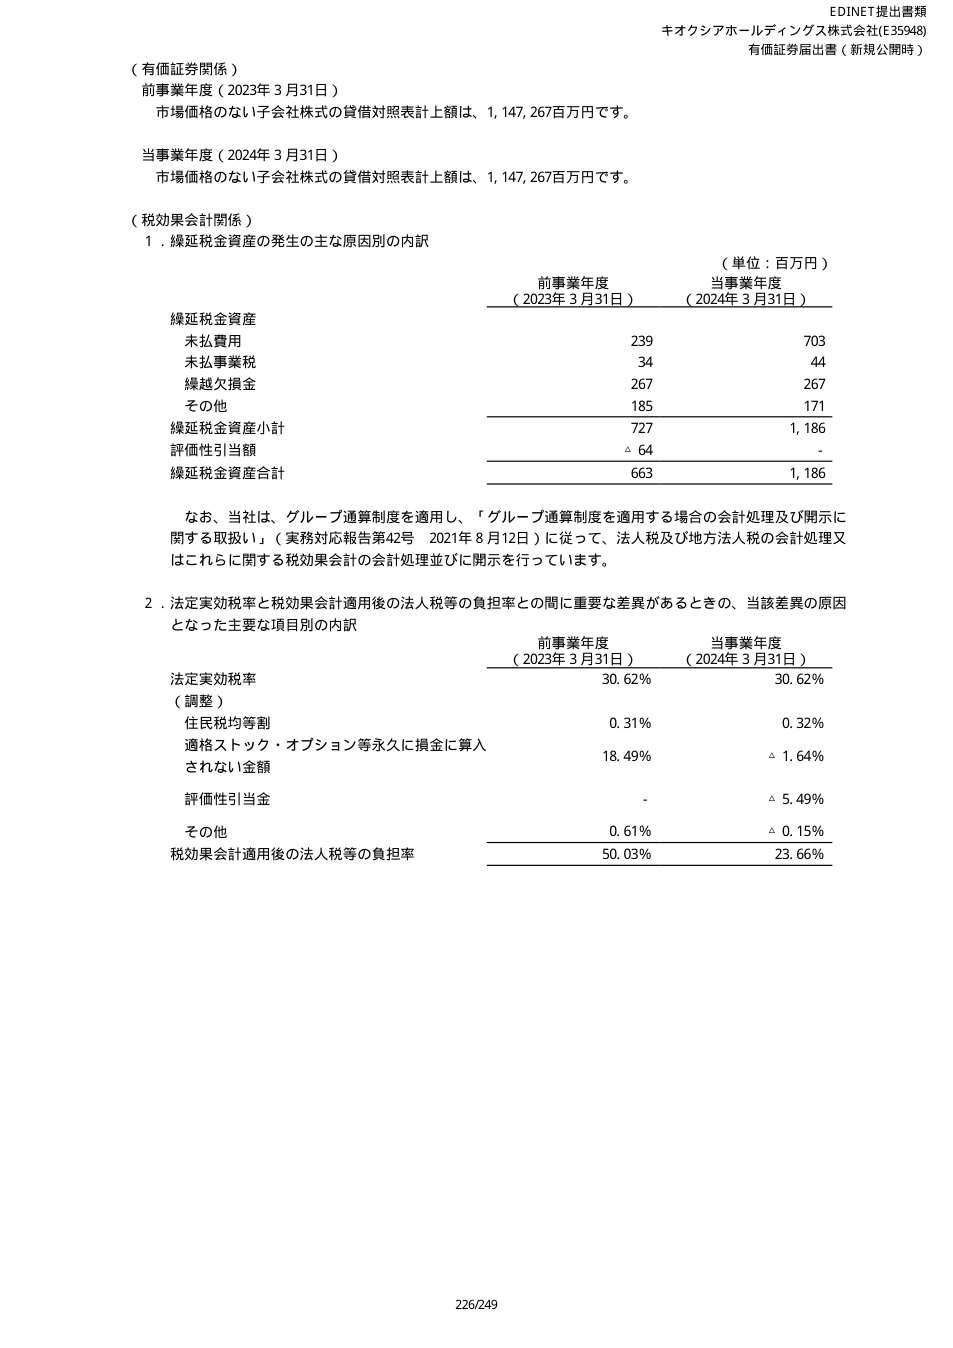 EDINET提出書類
キオクシアホールディングス株式会社(E35948)
有価証券届出書（新規公開時）
（有価証券関係）
前事業年度（2023年３月31日）
市場価格のない子会社株式の貸借対照表計上額は、1,147,267百万円です。
当事業年度（2024年３月31日）
市場価格のない子会社株式の貸借対照表計上額は、1,147,267百万円です。
（税効果会計関係）
１．繰延税金資産の発生の主な原因別の内訳
（単位：百万円）
前事業年度 当事業年度
（2023年３月31日） （2024年３月31日）
繰延税金資産
未払費用 239 703
未払事業税 34 44
繰越欠損金 267 267
その他 185 171
繰延税金資産小計 727 1,186
評価性引当額 △64 -
繰延税金資産合計 663 1,186
なお、当社は、グループ通算制度を適用し、「グループ通算制度を適用する場合の会計処理及び開示に
関する取扱い」（実務対応報告第42号　2021年８月12日）に従って、法人税及び地方法人税の会計処理又
はこれらに関する税効果会計の会計処理並びに開示を行っています。
２．法定実効税率と税効果会計適用後の法人税等の負担率との間に重要な差異があるときの、当該差異の原因
となった主要な項目別の内訳
前事業年度 当事業年度
（2023年３月31日） （2024年３月31日）
法定実効税率 30.62% 30.62%
（調整）
住民税均等割 0.31% 0.32%
適格ストック・オプション等永久に損金に算入
されない金額 18.49% △1.64%
評価性引当金 - △5.49%
その他 0.61% △0.15%
税効果会計適用後の法人税等の負担率 50.03% 23.66%
226/249